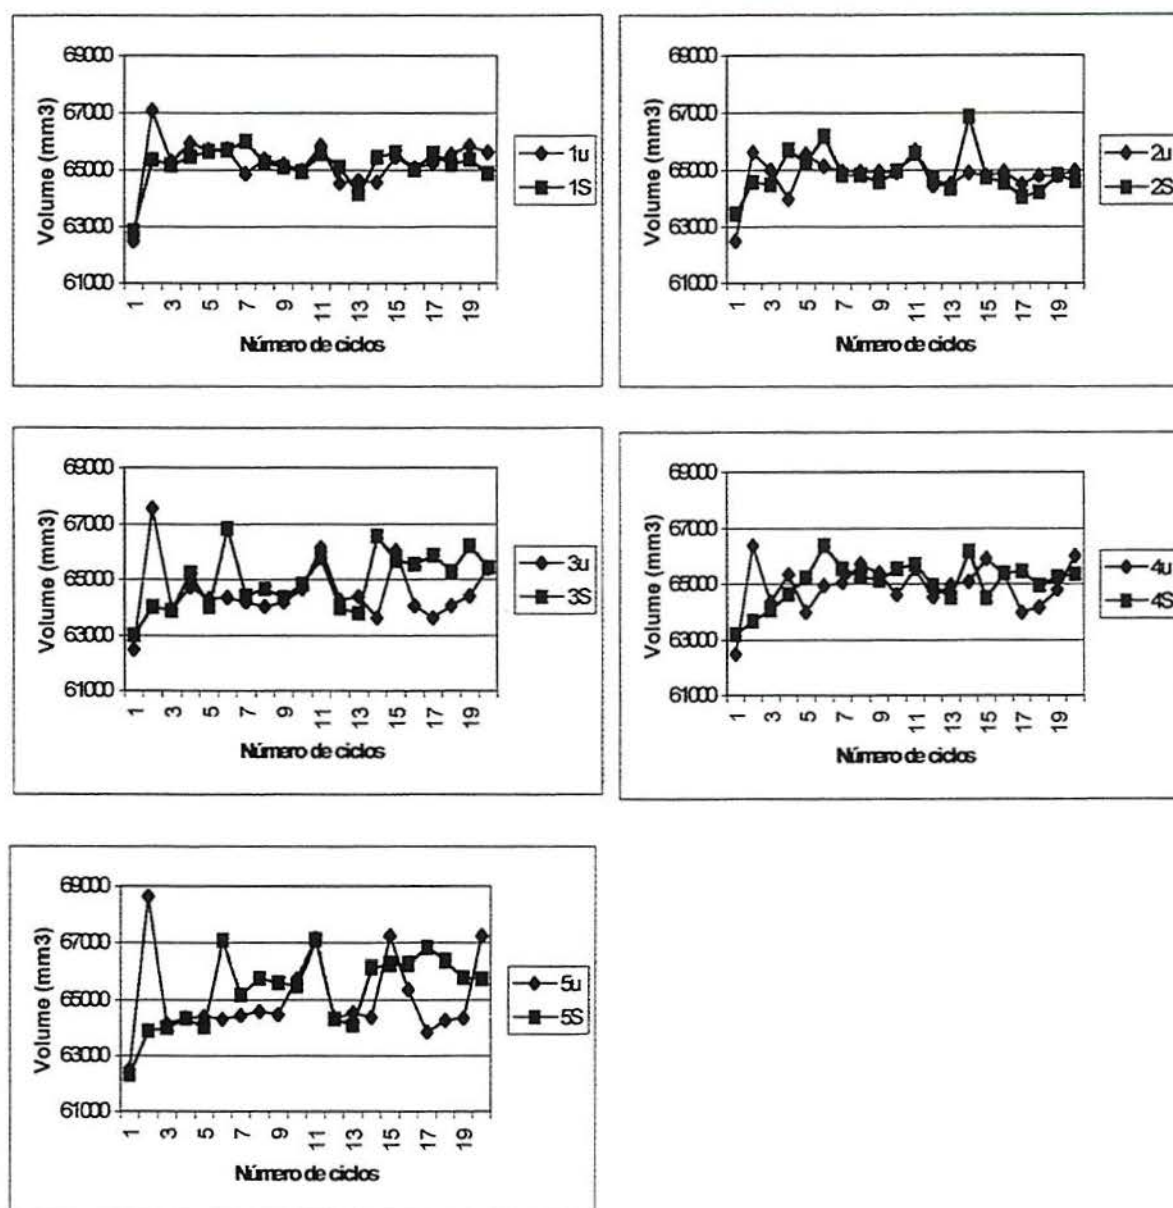 69000
67000
65000
63000
61000
Volume (mm3)
1 3 5 7 9 11 13 15 17 19
Número de ciclos
1u
1S
69000
67000
65000
63000
61000
Volume (mm3)
1 3 5 7 9 11 13 15 17 19
Número de ciclos
2u
2S
69000
67000
65000
63000
61000
Volume (mm3)
1 3 5 7 9 11 13 15 17 19
Número de ciclos
3u
3S
69000
67000
65000
63000
61000
Volume (mm3)
1 3 5 7 9 11 13 15 17 19
Número de ciclos
4u
4S
69000
67000
65000
63000
61000
Volume (mm3)
1 3 5 7 9 11 13 15 17 19
Número de ciclos
5u
5S